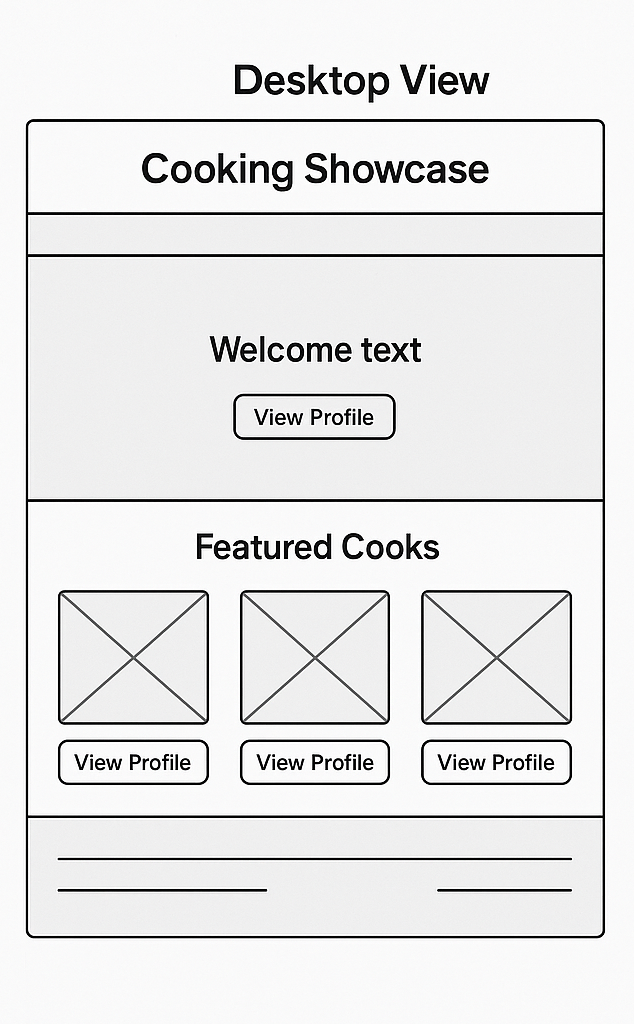 Desktop View
Cooking Showcase
Welcome text
View Profile
Featured Cooks
View Profile
View Profile
View Profile